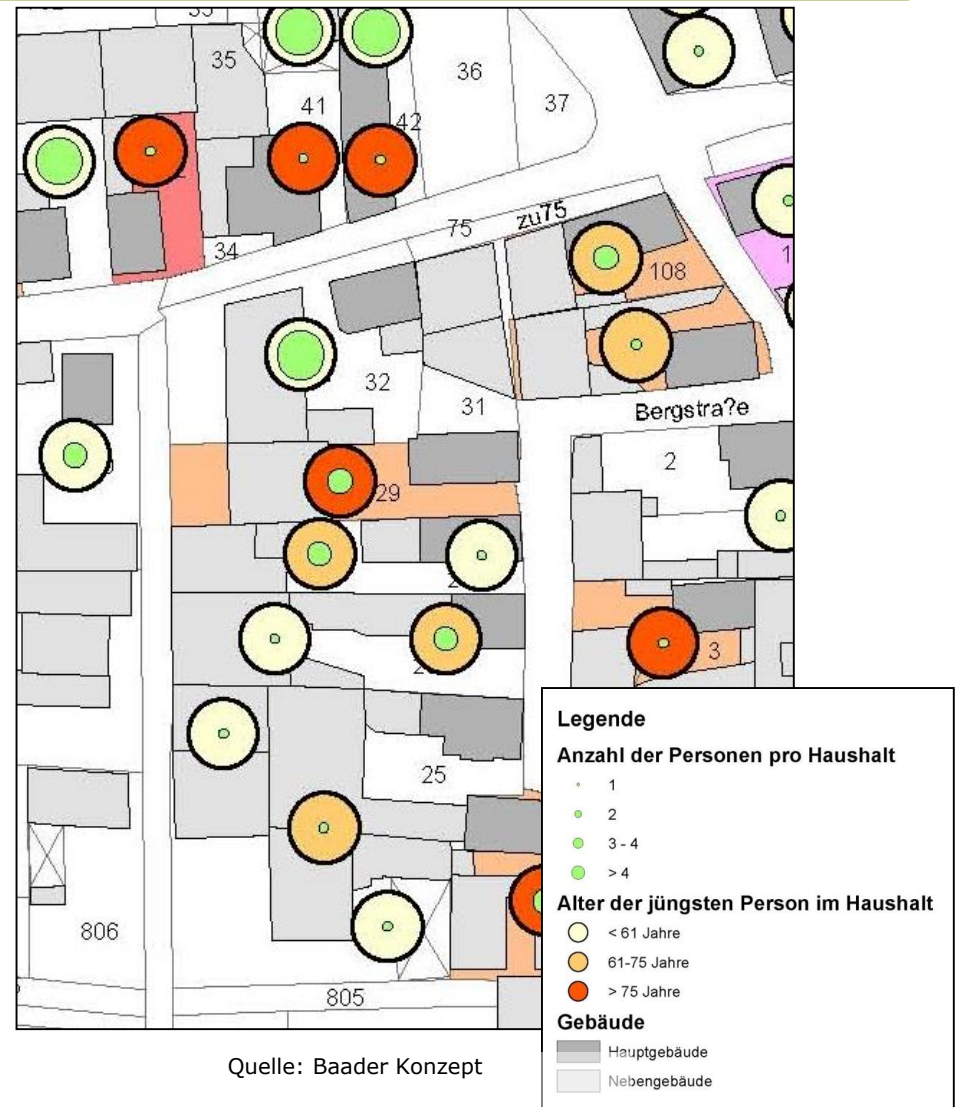 35
36
37
41
42
34
75
zu75
108
1
32
31
Bergstra?e
2
29
3
25
806
805
Legende
Anzahl der Personen pro Haushalt
1
2
3 - 4
> 4
Alter der jüngsten Person im Haushalt
< 61 Jahre
61-75 Jahre
> 75 Jahre
Gebäude
Hauptgebäude
Nebengebäude
Quelle: Baader Konzept